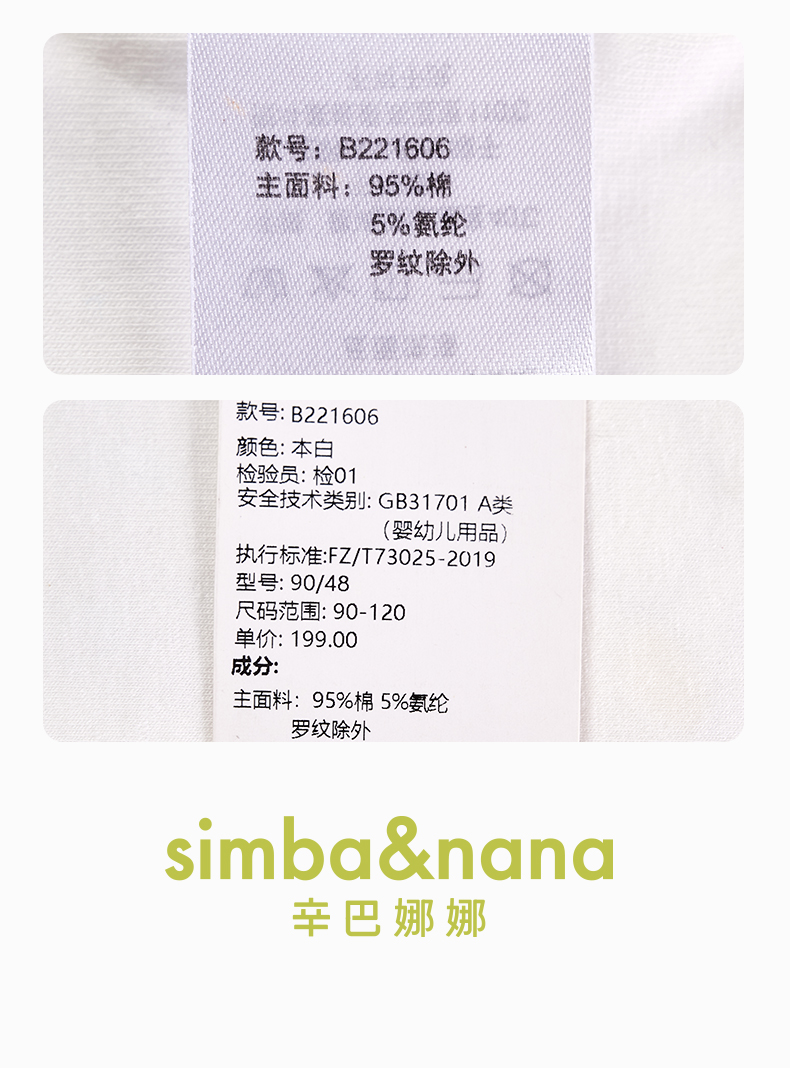 款号：B221606
主面料：95%棉
5%氨纶
罗纹除外
款号: B221606
颜色: 本白
检验员: 检01
安全技术类别: GB31701 A类
（婴幼儿用品）
执行标准:FZ/T73025-2019
型号: 90/48
尺码范围: 90-120
单价: 199.00
成分:
主面料：95%棉 5%氨纶
罗纹除外
simba&nana
辛巴娜娜